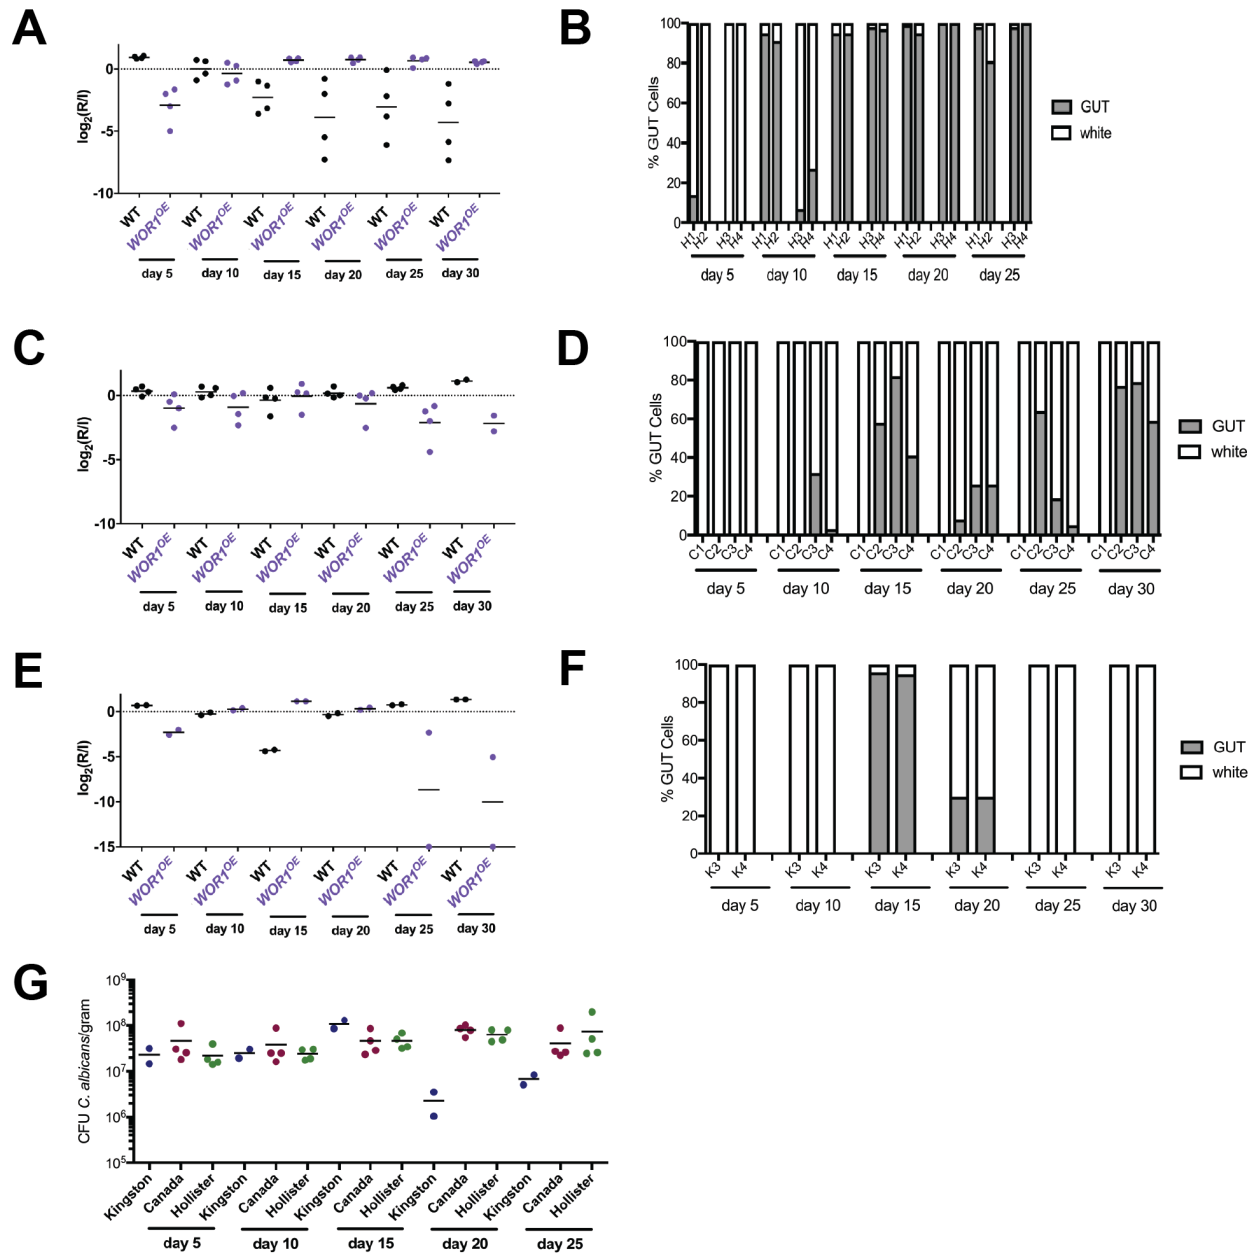 A
0
-5
-10
log2(R/I)
WT WOR1OE WT WOR1OE WT WOR1OE WT WOR1OE WT WOR1OE WT WOR1OE
day 5 day 10 day 15 day 20 day 25 day 30
B
100
80
60
40
20
0
% GUT Cells
GUT
white
H1 H2 H3 H4 H1 H2 H3 H4 H1 H2 H3 H4 H1 H2 H3 H4 H1 H2 H3 H4
day 5 day 10 day 15 day 20 day 25
C
0
-5
-10
log2(R/I)
WT WOR1OE WT WOR1OE WT WOR1OE WT WOR1OE WT WOR1OE WT WOR1OE
day 5 day 10 day 15 day 20 day 25 day 30
D
100
80
60
40
20
0
% GUT Cells
GUT
white
C1 C2 C3 C4 C1 C2 C3 C4 C1 C2 C3 C4 C1 C2 C3 C4 C1 C2 C3 C4 C1 C2 C3 C4
day 5 day 10 day 15 day 20 day 25 day 30
E
0
-5
-10
-15
log2(R/I)
WT WOR1OE WT WOR1OE WT WOR1OE WT WOR1OE WT WOR1OE WT WOR1OE
day 5 day 10 day 15 day 20 day 25 day 30
F
100
80
60
40
20
0
% GUT Cells
GUT
white
K3 K4 K3 K4 K3 K4 K3 K4 K3 K4 K3 K4
day 5 day 10 day 15 day 20 day 25 day 30
G
10^9
10^8
10^7
10^6
10^5
CFU C. albicans/gram
Kingston Canada Hollister Kingston Canada Hollister Kingston Canada Hollister Kingston Canada Hollister Kingston Canada Hollister
day 5 day 10 day 15 day 20 day 25